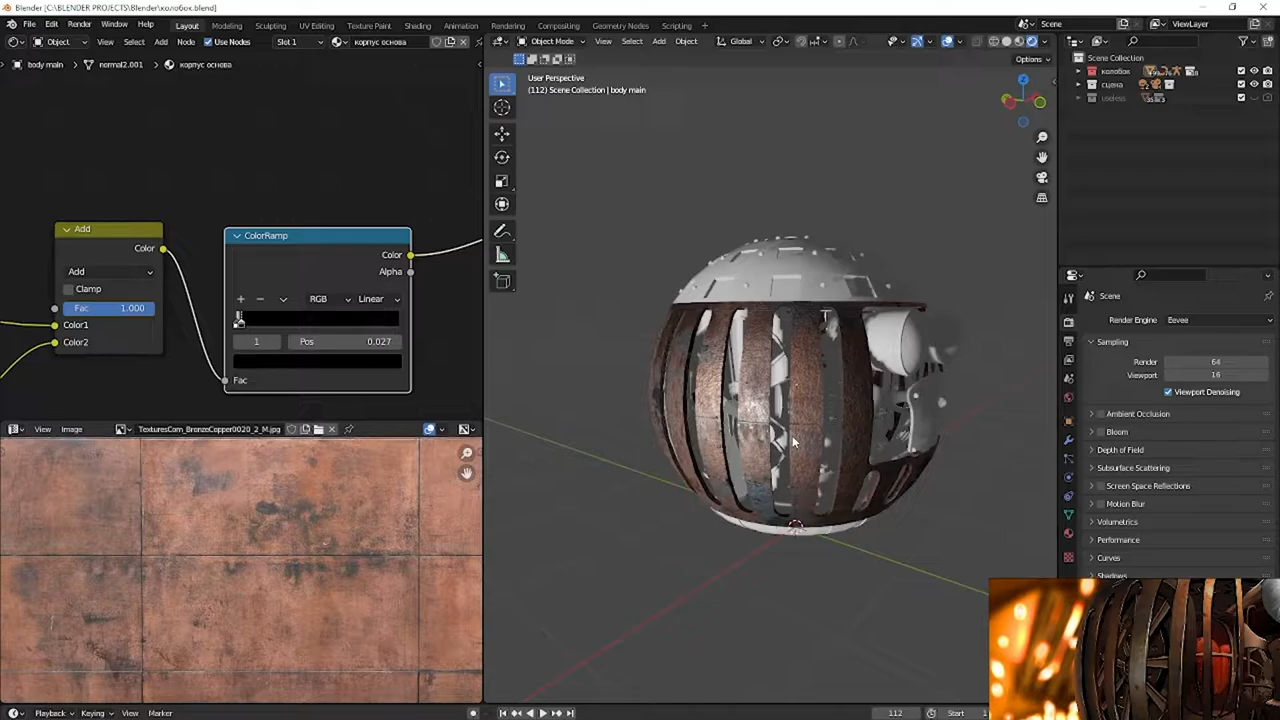 Blender [C:\BLENDER PROJECTS\Blender\колобок.blend]
File Edit Render Window Help Layout Modeling Sculpting UV Editing Texture Paint Shading Animation Rendering Compositing Geometry Nodes Scripting + Scene ViewLayer
Object View Select Add Node Use Nodes Slot 1 корпус основа
Object Mode View Select Add Object Global
Options
body main normal2.001 корпус основа
User Perspective
(112) Scene Collection | body main
Scene Collection
колобок
сцена
useless
Add
Color
Add
Clamp
Fac 1.000
Color1
Color2
ColorRamp
Color
Alpha
RGB Linear
1 Pos 0.027
Fac
View Image TexturesCom_BronzeCopper0020_2_M.jpg
Scene
Render Engine Eevee
Sampling
Render 64
Viewport 16
Viewport Denoising
Ambient Occlusion
Bloom
Depth of Field
Subsurface Scattering
Screen Space Reflections
Motion Blur
Volumetrics
Performance
Curves
Shadows
Playback Keying View Marker 112 Start 1